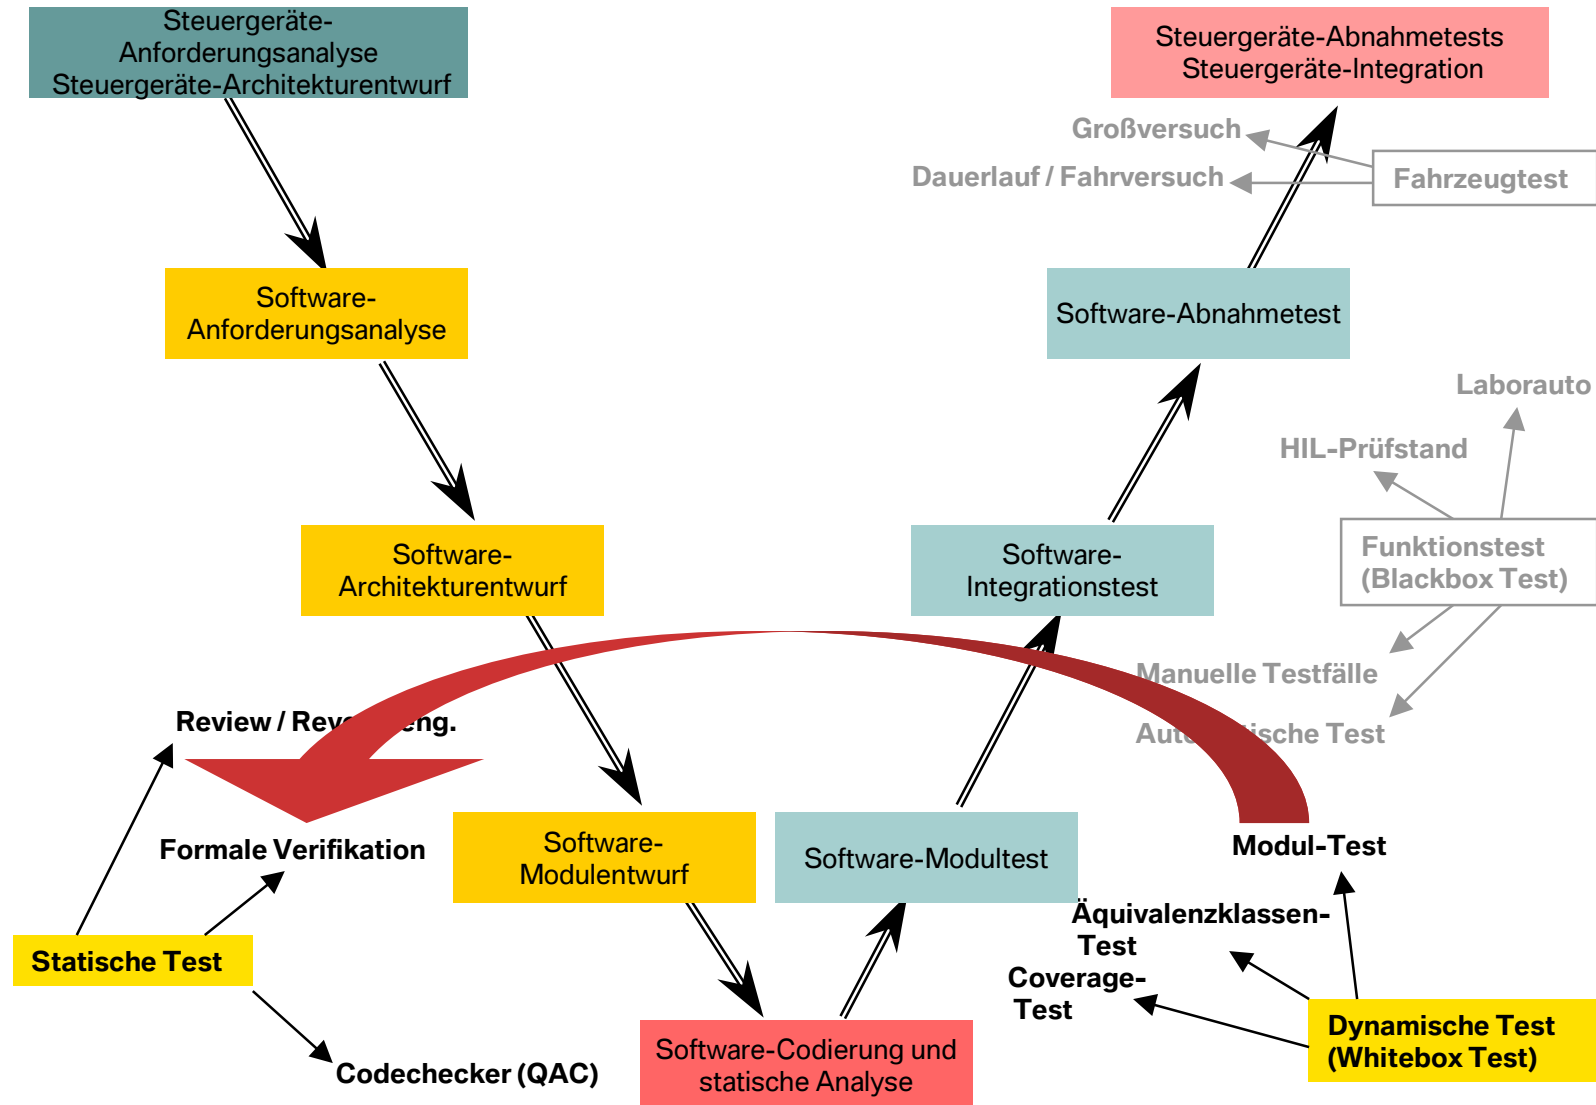 Steuergeräte-
Anforderungsanalyse
Steuergeräte-Architekturentwurf
Steuergeräte-Abnahmetests
Steuergeräte-Integration
Großversuch
Dauerlauf / Fahrversuch
Fahrzeugtest
Software-
Anforderungsanalyse
Software-Abnahmetest
Laborauto
HIL-Prüfstand
Software-
Architekturentwurf
Software-
Integrationstest
Funktionstest
(Blackbox Test)
Manuelle Testfälle
Test
Review / eng.
Formale Verifikation
Software-
Modulentwurf
Software-Modultest
Modul-Test
Äquivalenzklassen-
Test
Statische Test
Coverage-
Test
Dynamische Test
(Whitebox Test)
Software-Codierung und
statische Analyse
Codechecker (QAC)